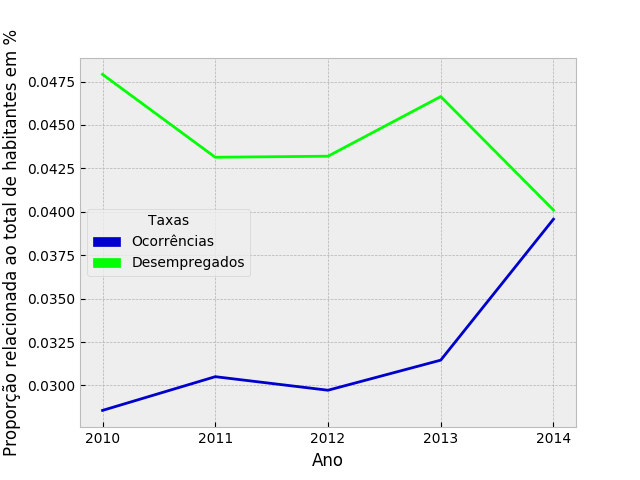 Proporção relacionada ao total de habitantes em %
0.0475
0.0450
0.0425
0.0400
0.0375
0.0350
0.0325
0.0300
Taxas
Ocorrências
Desempregados
2010 2011 2012 2013 2014
Ano